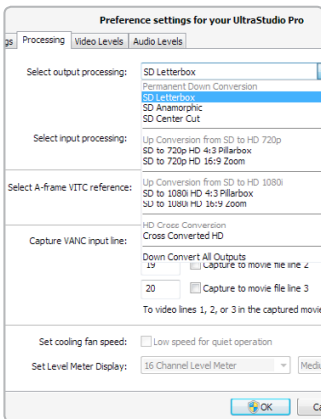 Preference settings for your UltraStudio Pro
gs Processing Video Levels Audio Levels
Select output processing: SD Letterbox
Permanent Down Conversion
SD Letterbox
SD Anamorphic
SD Center Cut
Select input processing:
Up Conversion from SD to HD 720p
SD to 720p HD 4:3 Pillarbox
SD to 720p HD 16:9 Zoom
Select A-frame VITC reference:
Up Conversion from SD to HD 1080i
SD to 1080i HD 4:3 Pillarbox
SD to 1080i HD 16:9 Zoom
HD Cross Conversion
Capture VANC input line: Cross Converted HD
Down Convert All Outputs
19 Capture to movie file line 2
20 Capture to movie file line 3
To video lines 1, 2, or 3 in the captured movie
Set cooling fan speed: Low speed for quiet operation
Set Level Meter Display: 16 Channel Level Meter Mediu
OK Ca